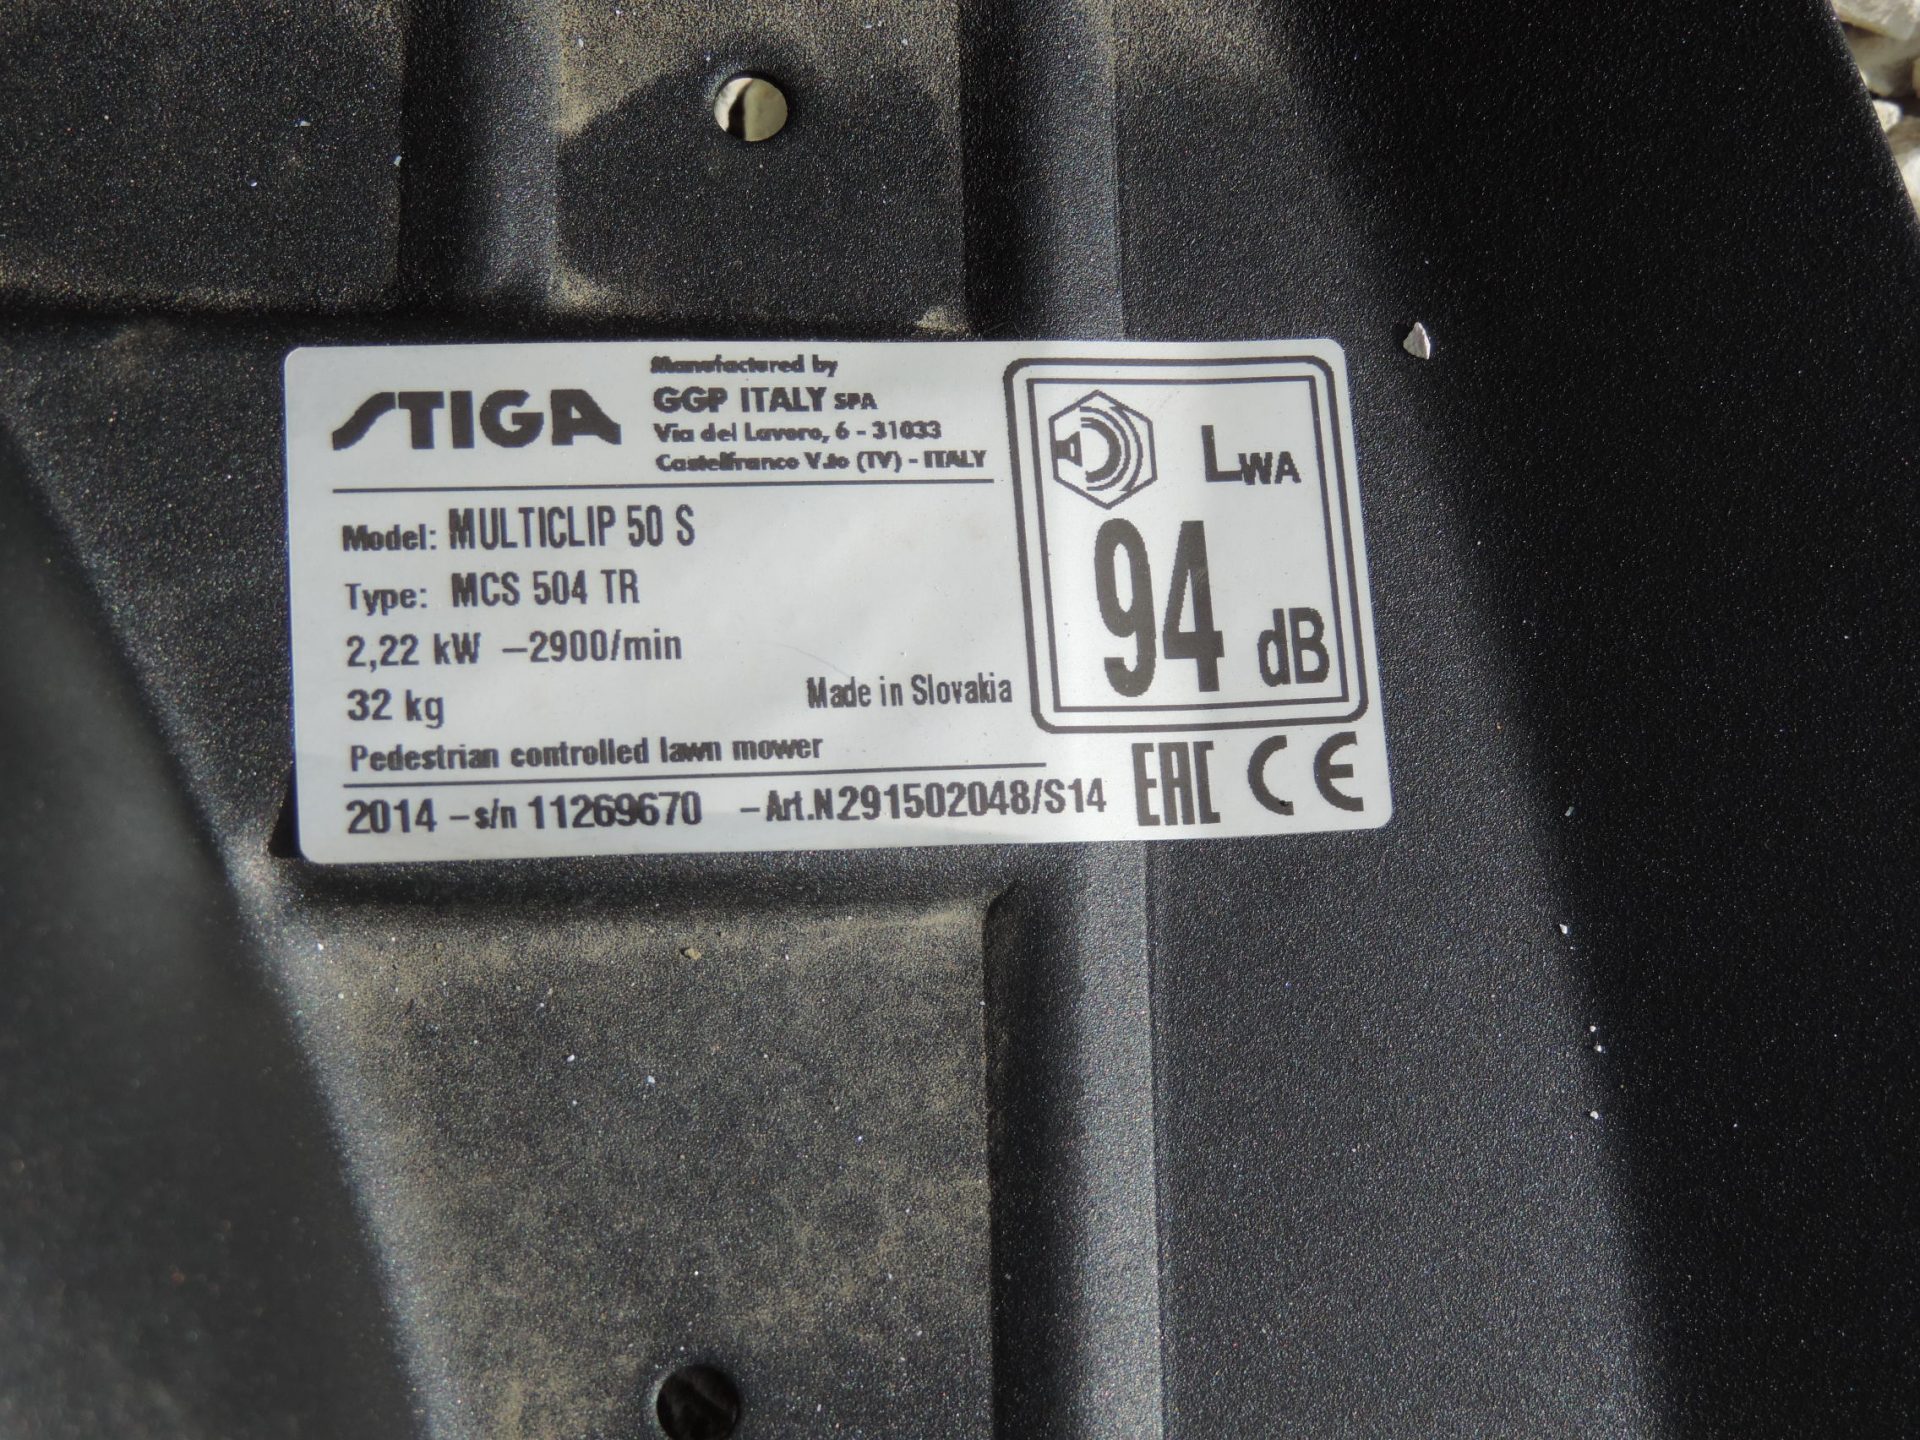 STIGA
Manufactured by
GGP ITALY SPA
Via del Lavoro, 6 - 31033
Castelfranco V.to (TV) - ITALY
Model: MULTICLIP 50 S
Type: MCS 504 TR
2,22 kW -2900/min
32 kg
Made in Slovakia
Pedestrian controlled lawn mower
2014 - s/n 11269670 - Art.N.291502048/S14
LWA
94 dB
EAC CE